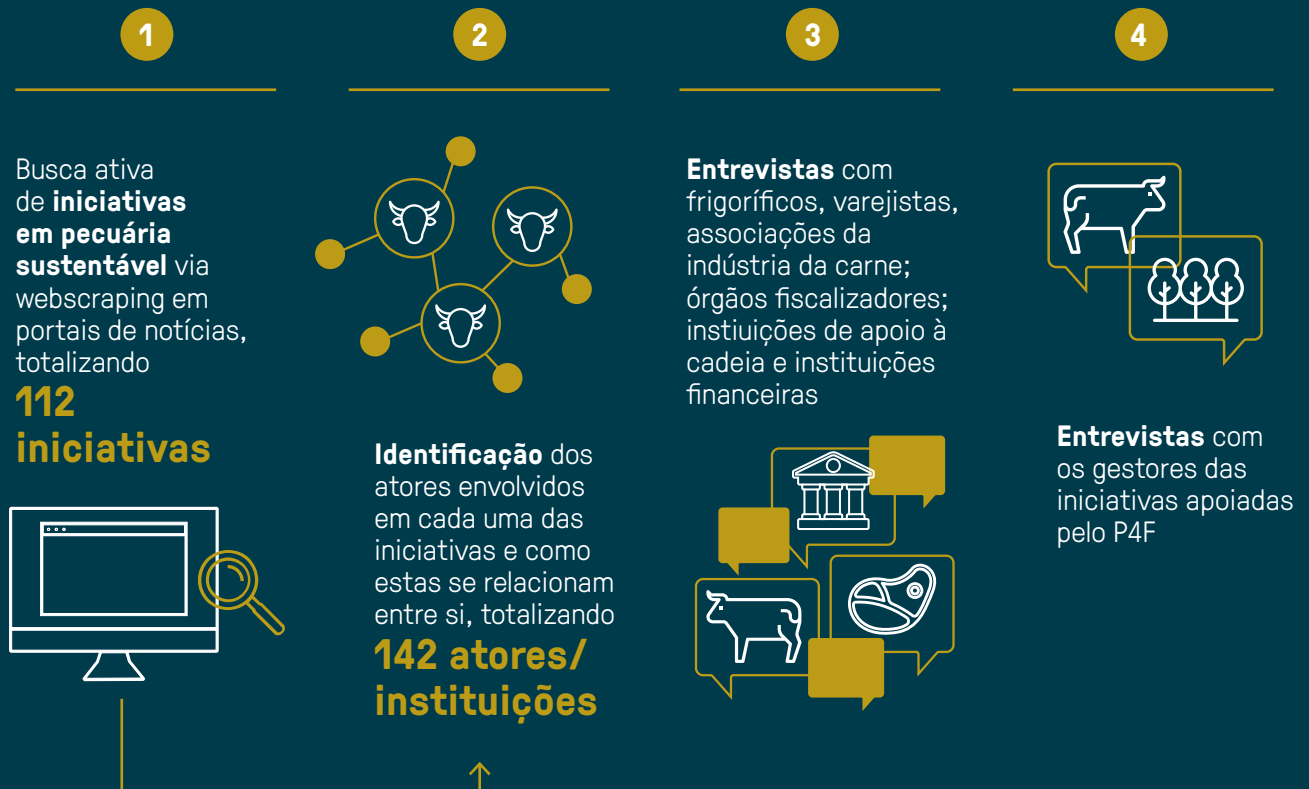 1
Busca ativa
de iniciativas
em pecuária
sustentável via
webscraping em
portais de notícias,
totalizando
112
iniciativas
2
Identificação dos
atores envolvidos
em cada uma das
iniciativas e como
estas se relacionam
entre si, totalizando
142 atores/
instituições
3
Entrevistas com
frigoríficos, varejistas,
associações da
indústria da carne;
órgãos fiscalizadores;
instiuições de apoio à
cadeia e instituições
financeiras
4
Entrevistas com
os gestores das
iniciativas apoiadas
pelo P4F